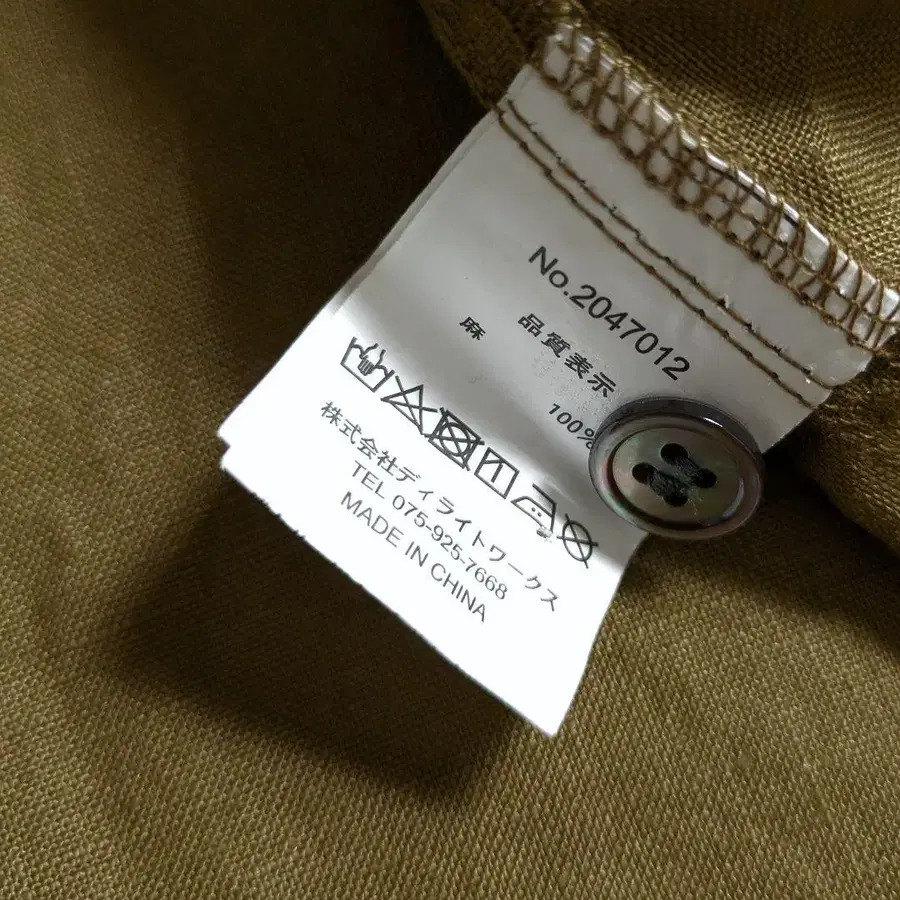 No.2047012
品質表示
麻 100%
株式会社ディライトワークス
TEL 075-925-7668
MADE IN CHINA